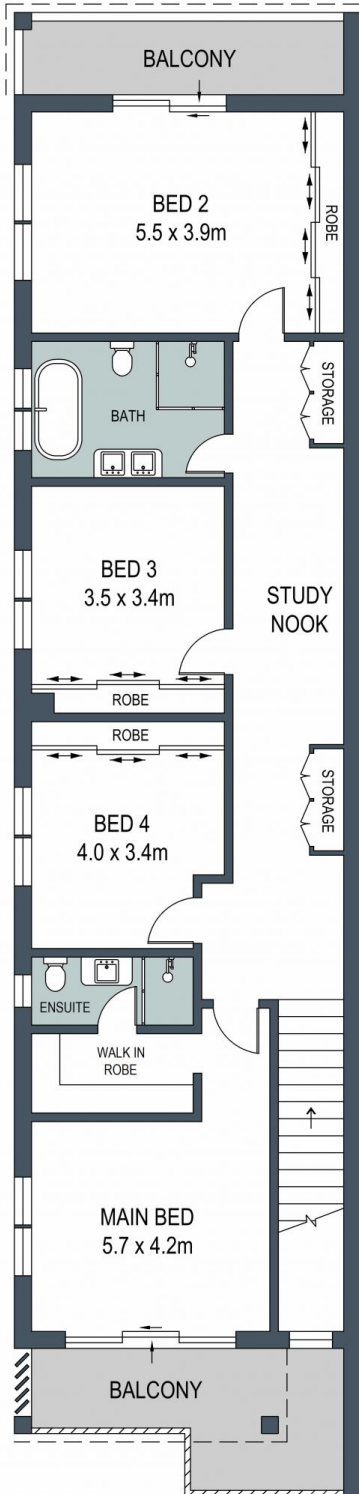 BALCONY
BED 2
5.5 x 3.9m
ROBE
STORAGE
BATH
BED 3
3.5 x 3.4m
STUDY
NOOK
ROBE
ROBE
STORAGE
BED 4
4.0 x 3.4m
ENSUITE
WALK IN
ROBE
MAIN BED
5.7 x 4.2m
BALCONY